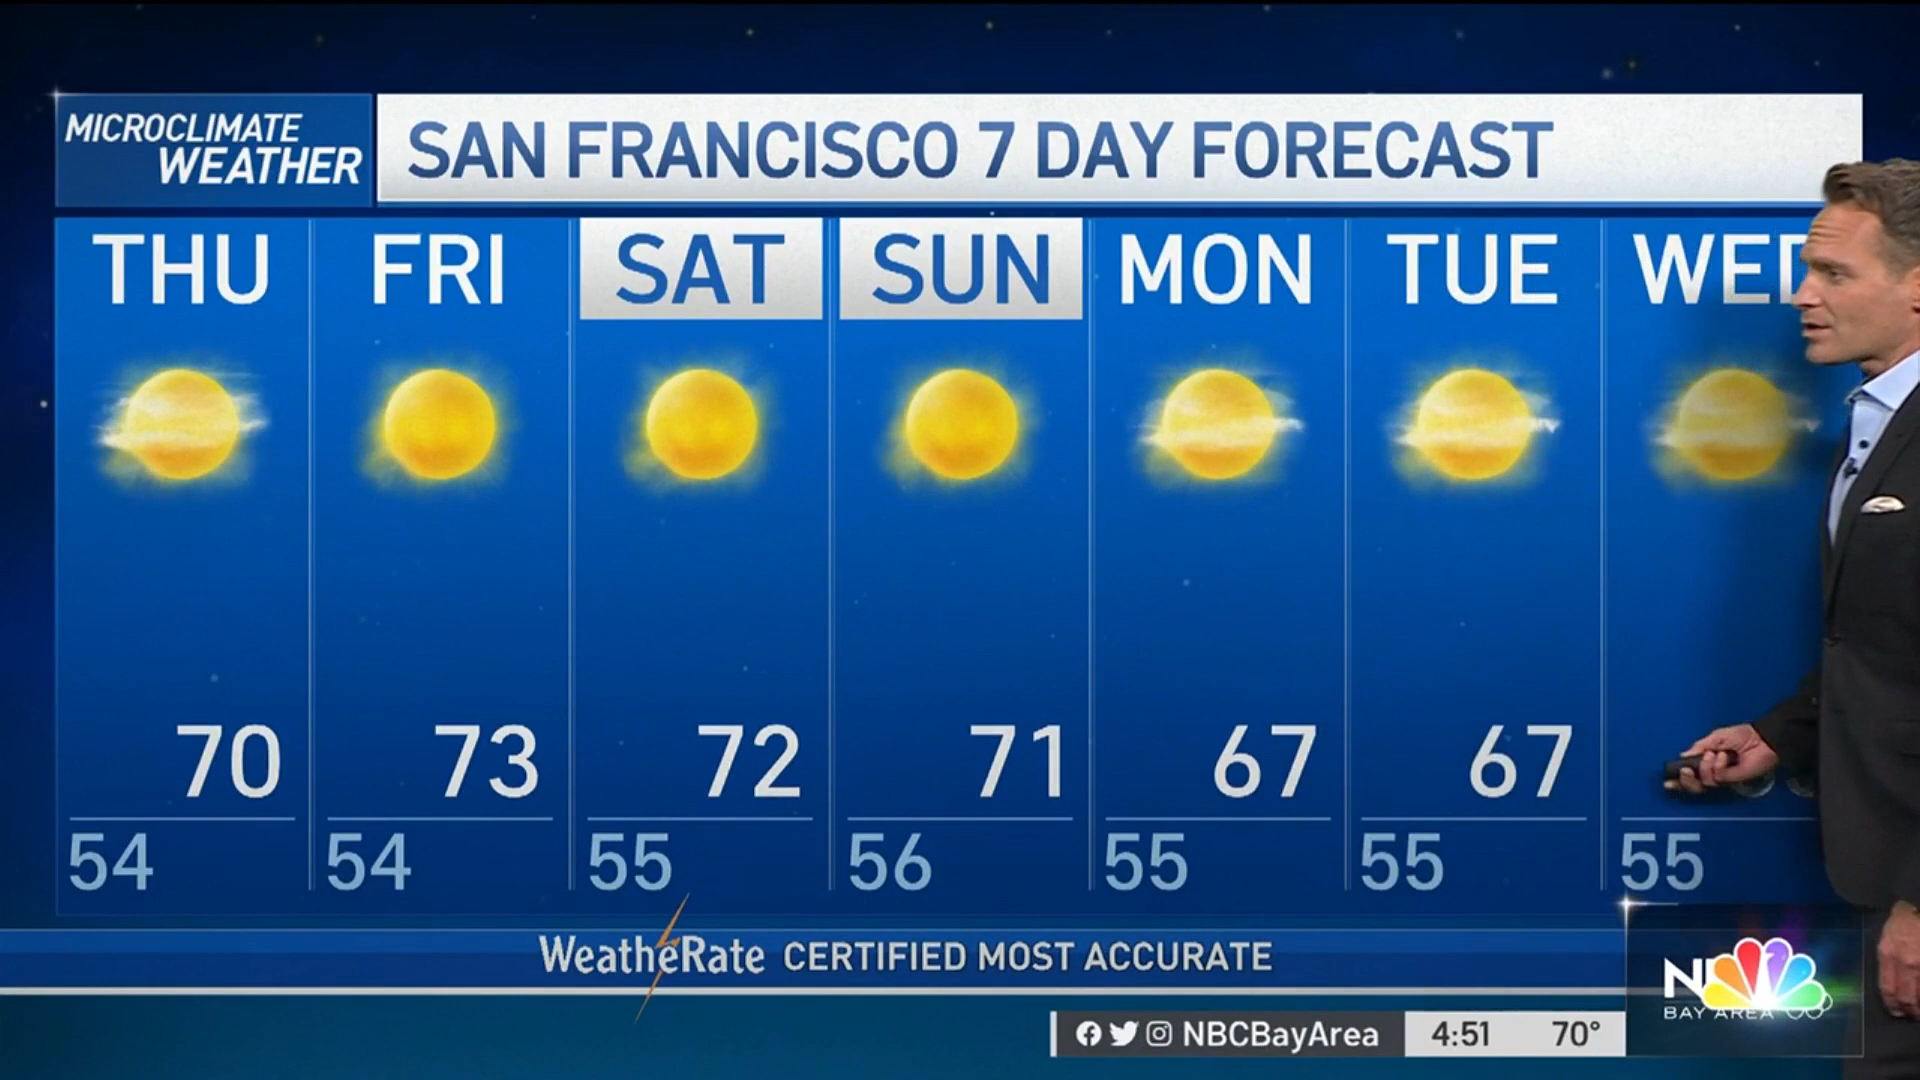 MICROCLIMATE
WEATHER
SAN FRANCISCO 7 DAY FORECAST
THU FRI SAT SUN MON TUE WED
70 73 72 71 67 67
54 54 55 56 55 55 55
WeatheRate CERTIFIED MOST ACCURATE
BAY AREA
NBCBayArea 4:51 70°